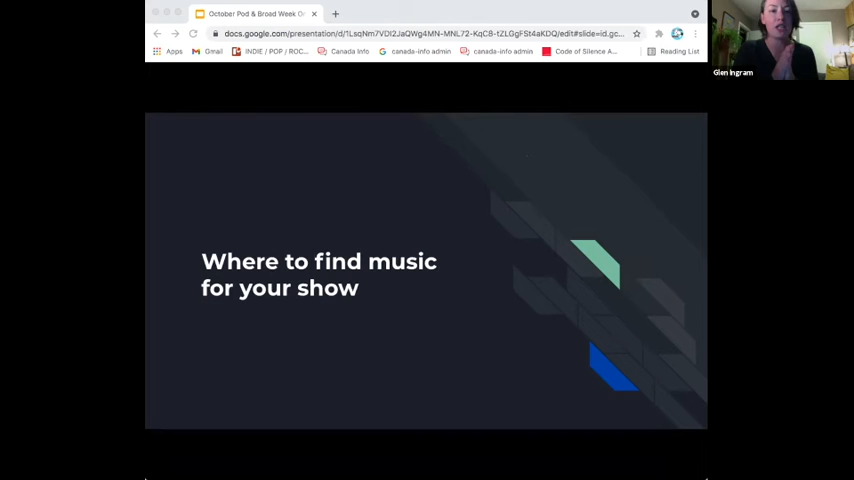 October Pod & Broad Week Or
docs.google.com/presentation/d/1LsqNm7VDI2JaQWg4MN-MNL72-KqC8-tZLGgFSt4aKDQ/edit#slide=id.gc...
Apps Gmail INDIE / POP / ROC... Canada Info canada-info admin canada-info admin Code of Silence A... Reading List
Glen Ingram
Where to find music
for your show